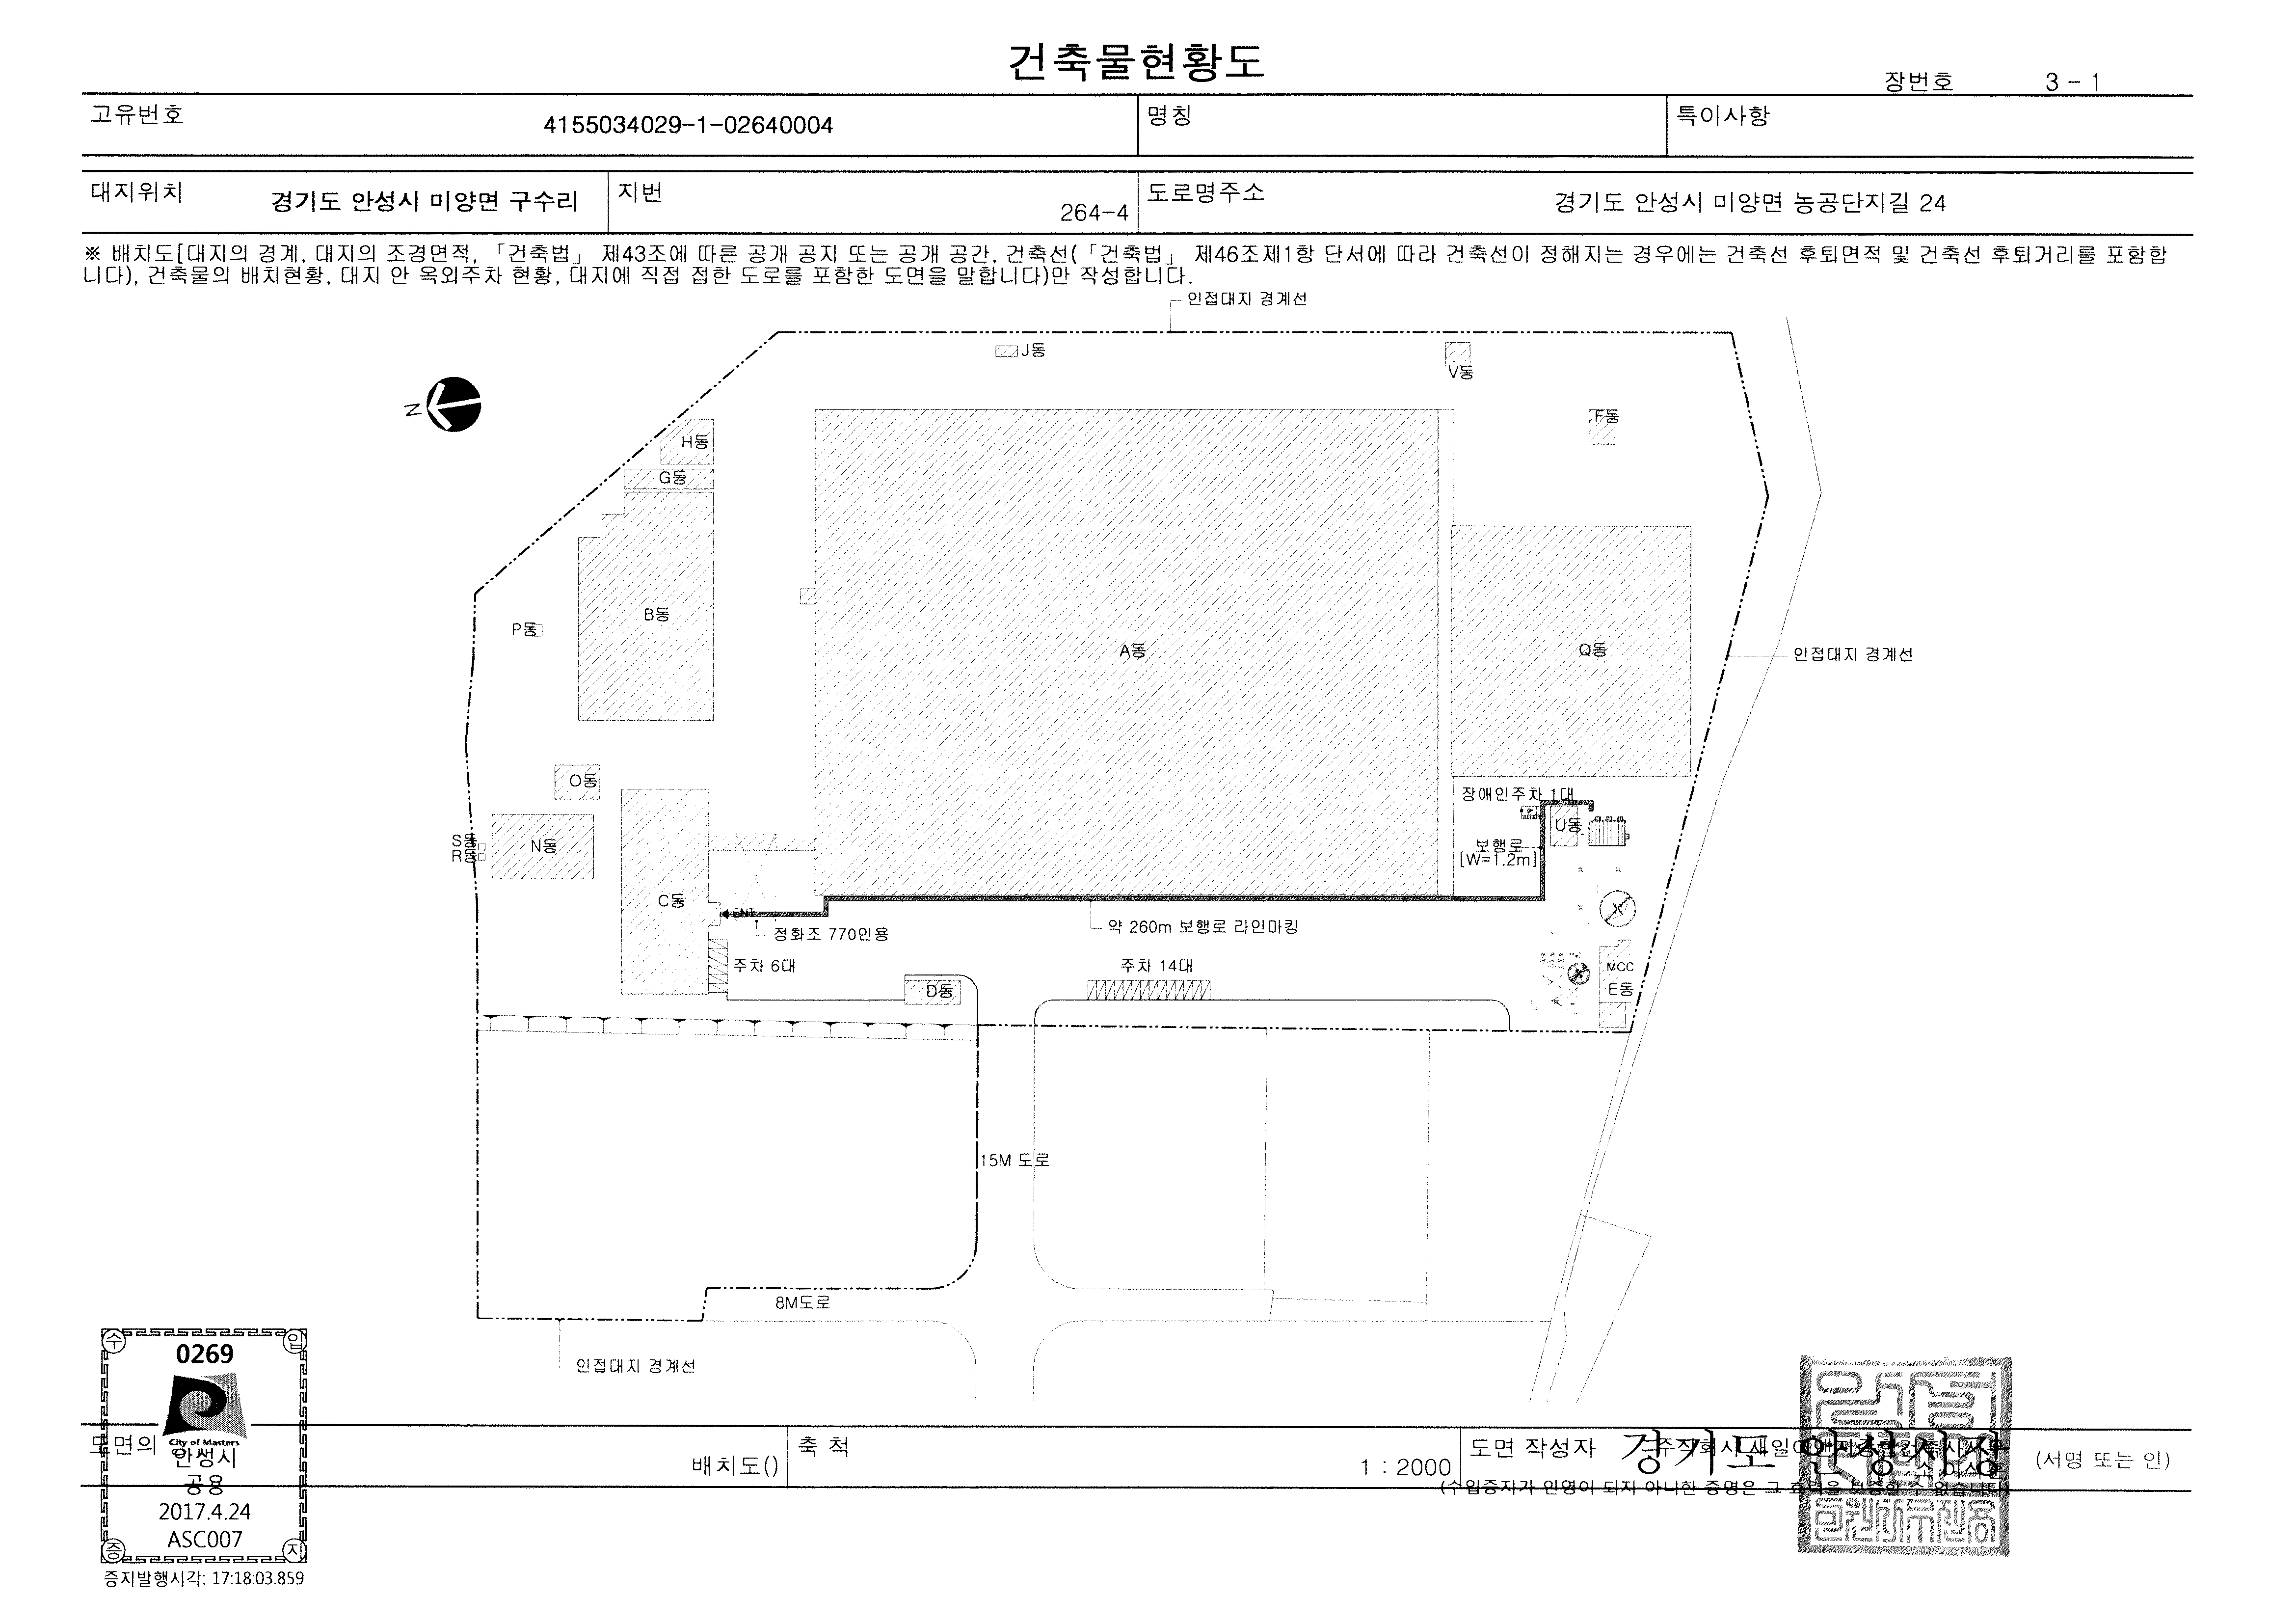 건축물현황도
장번호 3-1
고유번호 4155034029-1-02640004 명칭 특이사항
대지위치 경기도 안성시 미양면 구수리 지번 264-4 도로명주소 경기도 안성시 미양면 농공단지길 24
※ 배치도[대지의 경계, 대지의 조경면적, 「건축법」 제43조에 따른 공개 공지 또는 공개 공간, 건축선(「건축법」 제46조제1항 단서에 따라 건축선이 정해지는 경우에는 건축선 후퇴면적 및 건축선 후퇴거리를 포함합
니다), 건축물의 배치현황, 대지 안 옥외주차 현황, 대지에 직접 접한 도로를 포함한 도면을 말합니다)만 작성합니다.
인접대지 경계선
J동
V동
N
F동
H동
G동
B동
P동
A동
Q동
인접대지 경계선
O동
장애인주차 1대
U동
S동
R동
N동
보행로
[W=1.2m]
C동
ENT
정화조 770인용
약 260m 보행로 라인마킹
주차 6대
주차 14대
MCC
D동
E동
15M 도로
8M도로
인접대지 경계선
수 입
0269
City of Masters
안성시
공용
2017.4.24
ASC007
증 지
증지발행시각: 17:18:03.859
도면의
배치도()
축 척
1 : 2000
도면 작성자
경기도 안성시장
(서명 또는 인)
(수입증지가 인영이 되지 아니한 증명은 그 효력을 보증할 수 없습니다)